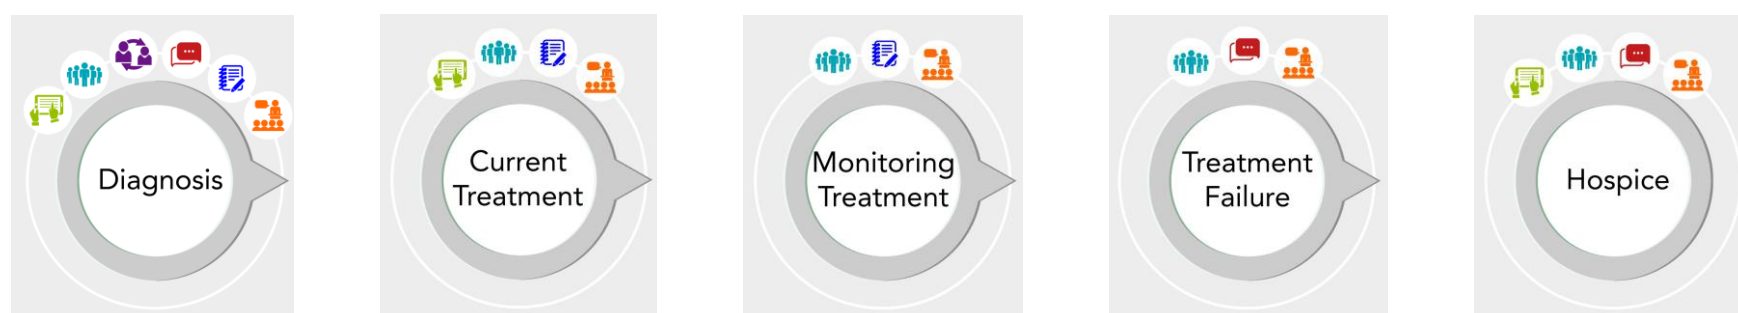 Diagnosis
Current
Treatment
Monitoring
Treatment
Treatment
Failure
Hospice